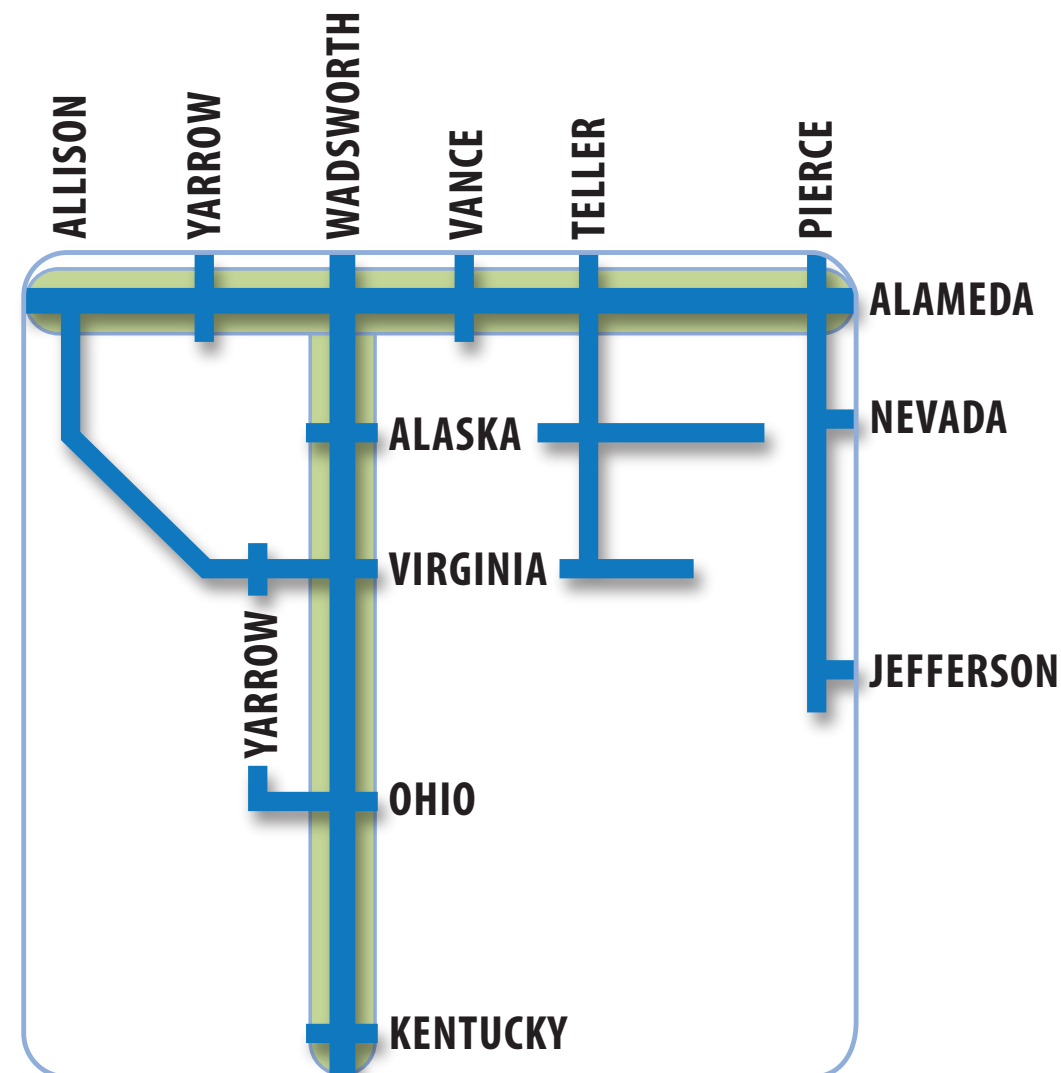 ALLISON
YARROW
WADSWORTH
VANCE
TELLER
PIERCE
ALAMEDA
NEVADA
ALASKA
VIRGINIA
YARROW
JEFFERSON
OHIO
KENTUCKY